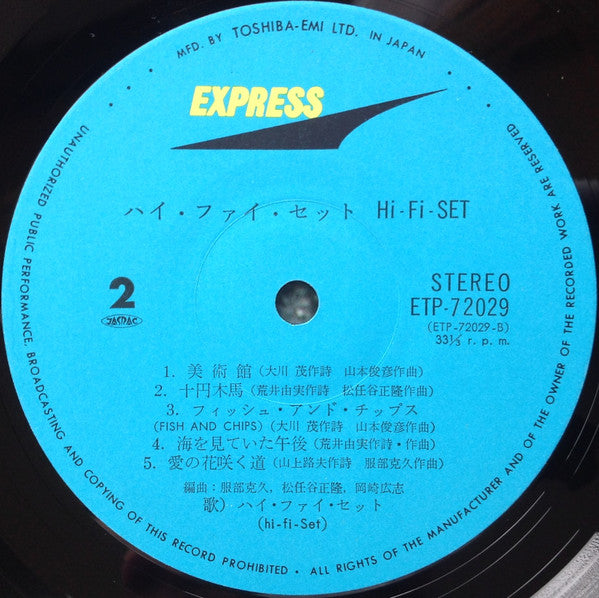 MFD. BY TOSHIBA-EMI LTD. IN JAPAN
EXPRESS
ハイ・ファイ・セット Hi-Fi-SET
2
JASRAC
STEREO
ETP-72029
(ETP-72029-B)
33⅓ r. p. m.
1. 美術館 (大川 茂作詩 山本俊彦作曲)
2. 十円木馬 (荒井由実作詩 松任谷正隆作曲)
3. フィッシュ・アンド・チップス
(FISH AND CHIPS) (大川 茂作詩 山本俊彦作曲)
4. 海を見ていた午後 (荒井由実作詩・作曲)
5. 愛の花咲く道 (山上路夫作詩 服部克久作曲)
編曲：服部克久, 松任谷正隆, 岡崎広志
歌) ハイ・ファイ・セット
(hi-fi-Set)
UNAUTHORIZED PUBLIC PERFORMANCE, BROADCASTING AND COPYING OF THIS RECORD PROHIBITED • ALL RIGHTS OF THE MANUFACTURER AND OF THE OWNER OF THE RECORDED WORK ARE RESERVED